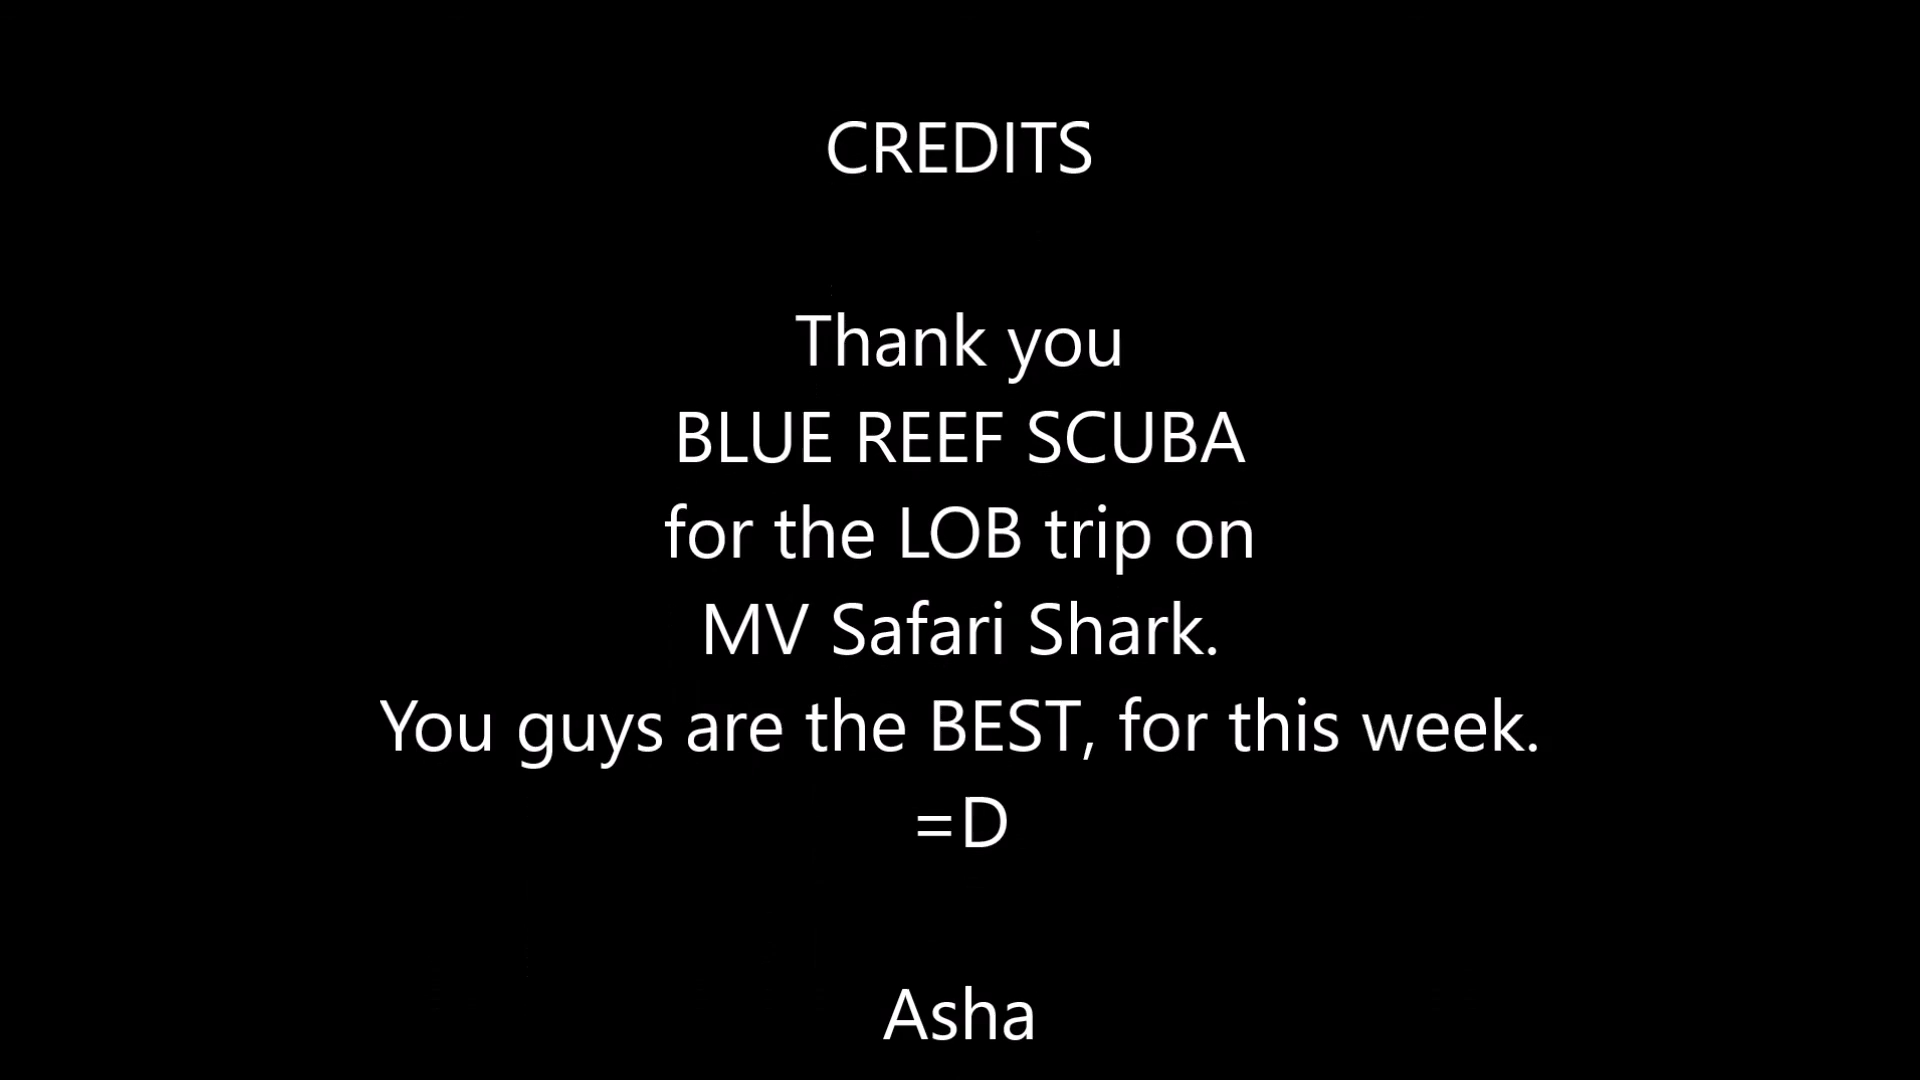 CREDITS
Thank you
BLUE REEF SCUBA
for the LOB trip on
MV Safari Shark.
You guys are the BEST, for this week.
=D
Asha